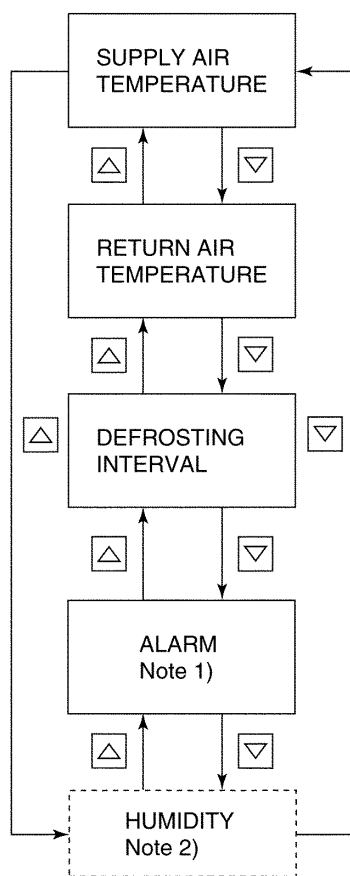 SUPPLY AIR
TEMPERATURE
RETURN AIR
TEMPERATURE
DEFROSTING
INTERVAL
ALARM
Note 1)
HUMIDITY
Note 2)